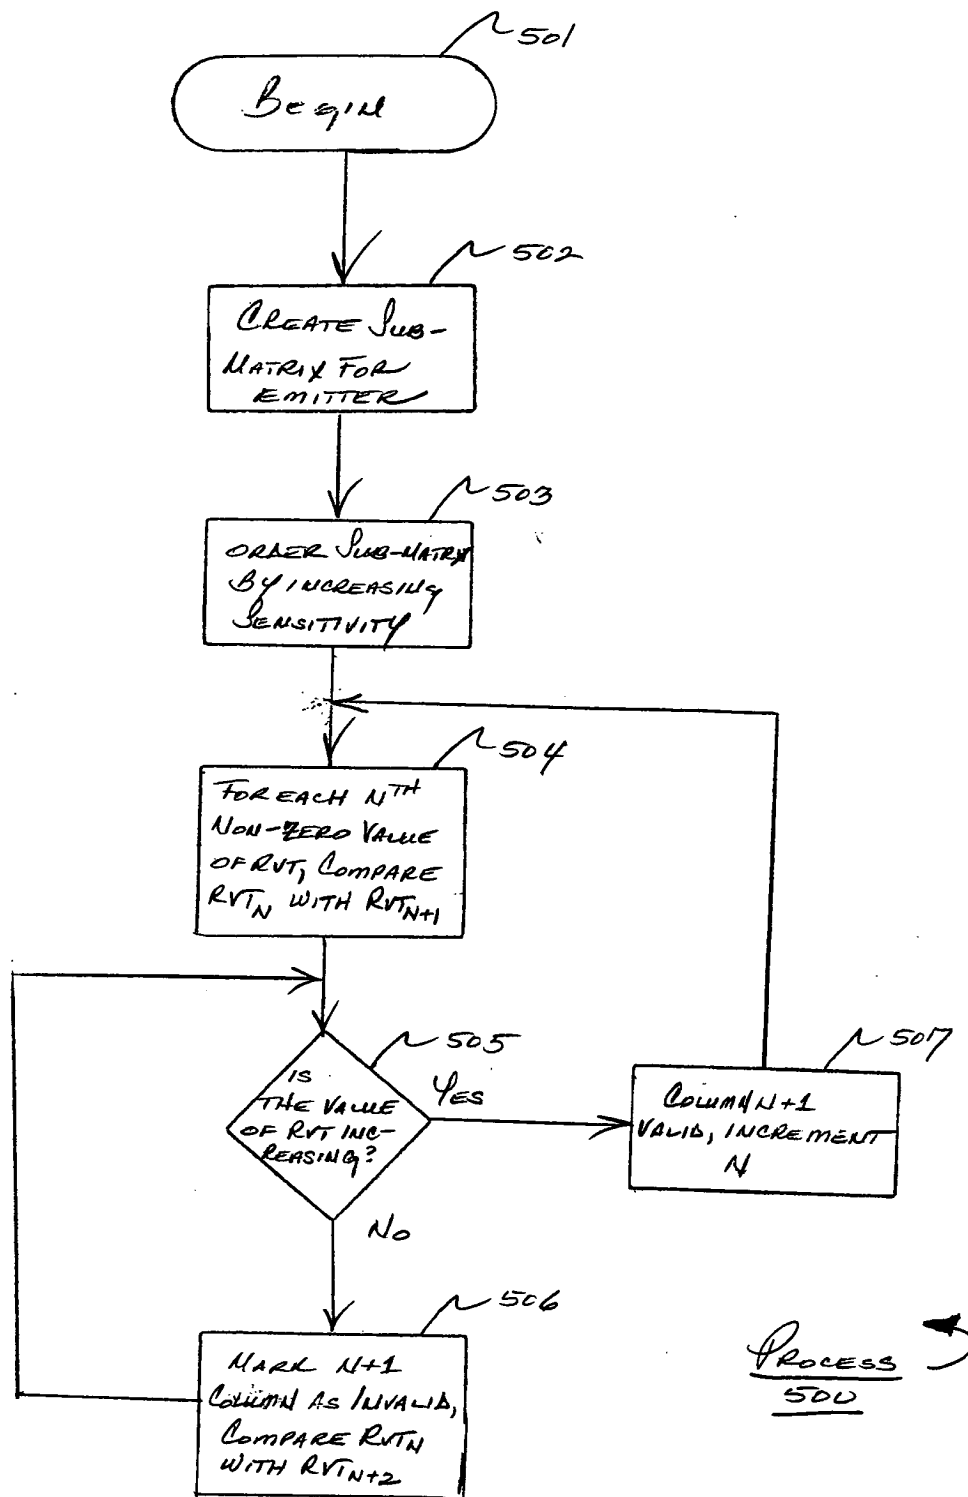 501
Begin
502
CREATE SUB-
MATRIX FOR
EMITTER
503
ORDER SUB-MATRIX
BY INCREASING
SENSITIVITY
504
FOR EACH NTH
NON-ZERO VALUE
OF RVT, COMPARE
RVTN WITH RVTN+1
505
IS
THE VALUE
OF RVT INC-
REASING?
YES
507
COLUMN N+1
VALID, INCREMENT
N
NO
506
MARK N+1
COLUMN AS INVALID,
COMPARE RVTN
WITH RVTN+2
PROCESS
500